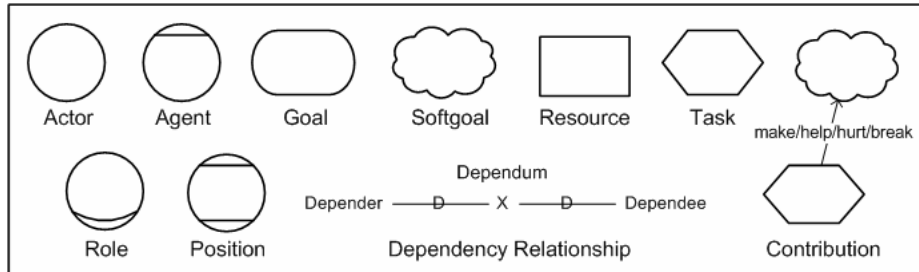 Actor Agent Goal Softgoal Resource Task
make/help/hurt/break
Dependum
Depender D X D Dependee
Role Position Dependency Relationship Contribution